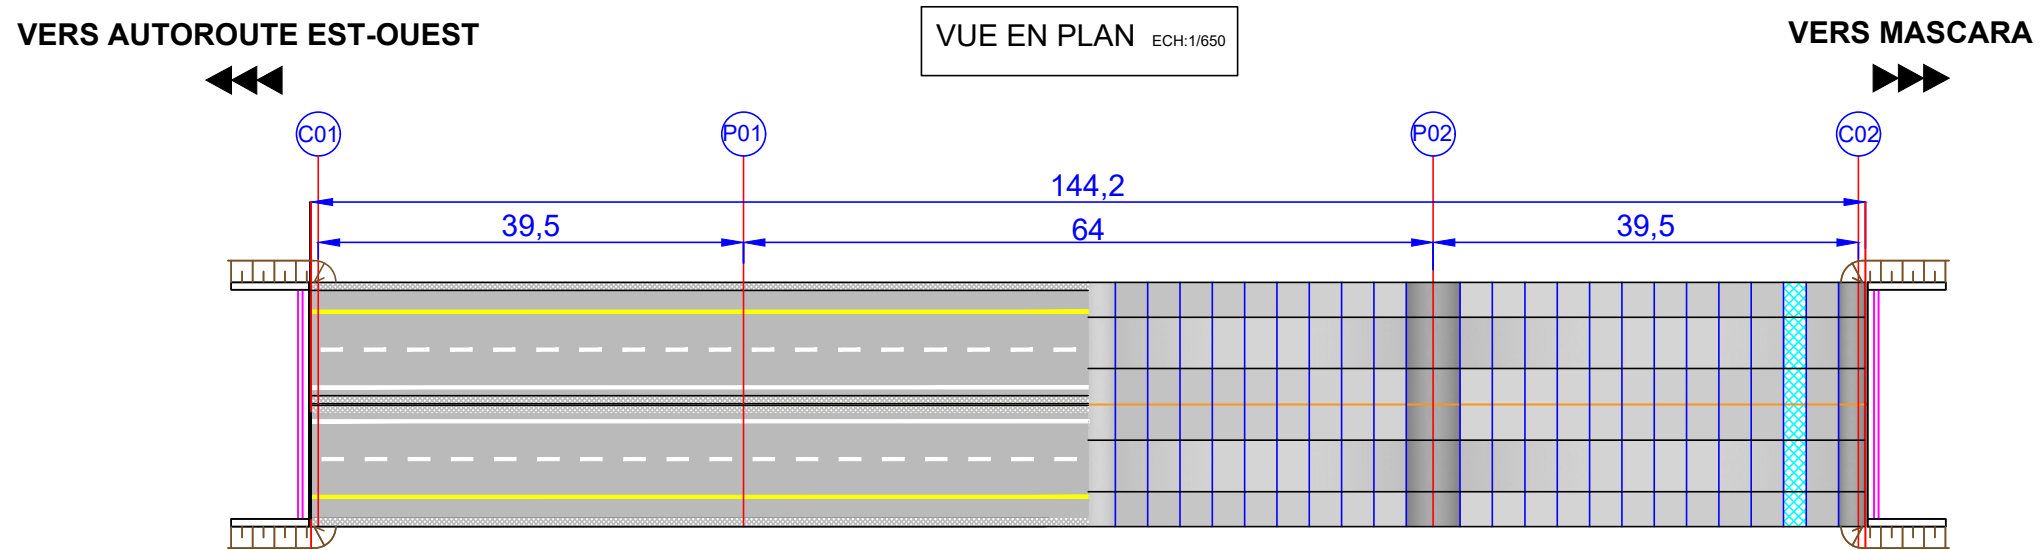 VERS AUTOROUTE EST-OUEST
VUE EN PLAN ECH:1/650
VERS MASCARA
C01
P01
P02
C02
144,2
39,5
64
39,5